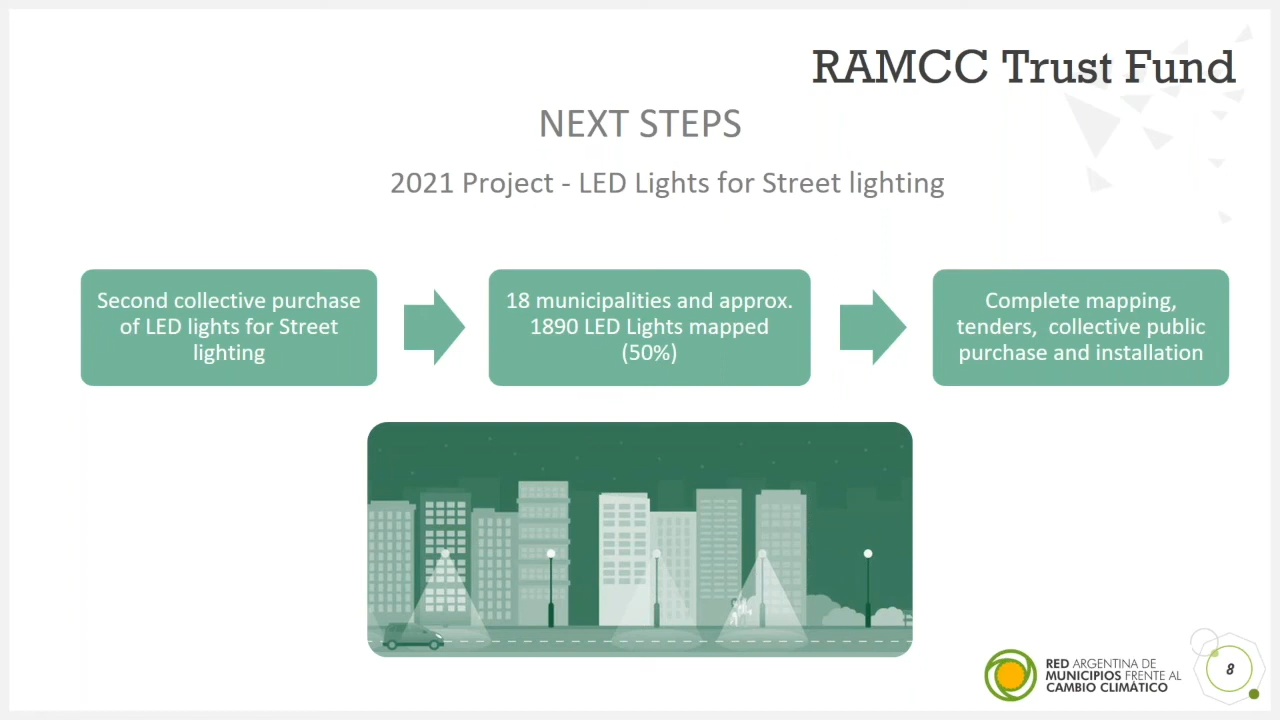 RAMCC Trust Fund
NEXT STEPS
2021 Project - LED Lights for Street lighting
Second collective purchase
of LED lights for Street
lighting
18 municipalities and approx.
1890 LED Lights mapped
(50%)
Complete mapping,
tenders, collective public
purchase and installation
RED ARGENTINA DE
MUNICIPIOS FRENTE AL
CAMBIO CLIMÁTICO
8